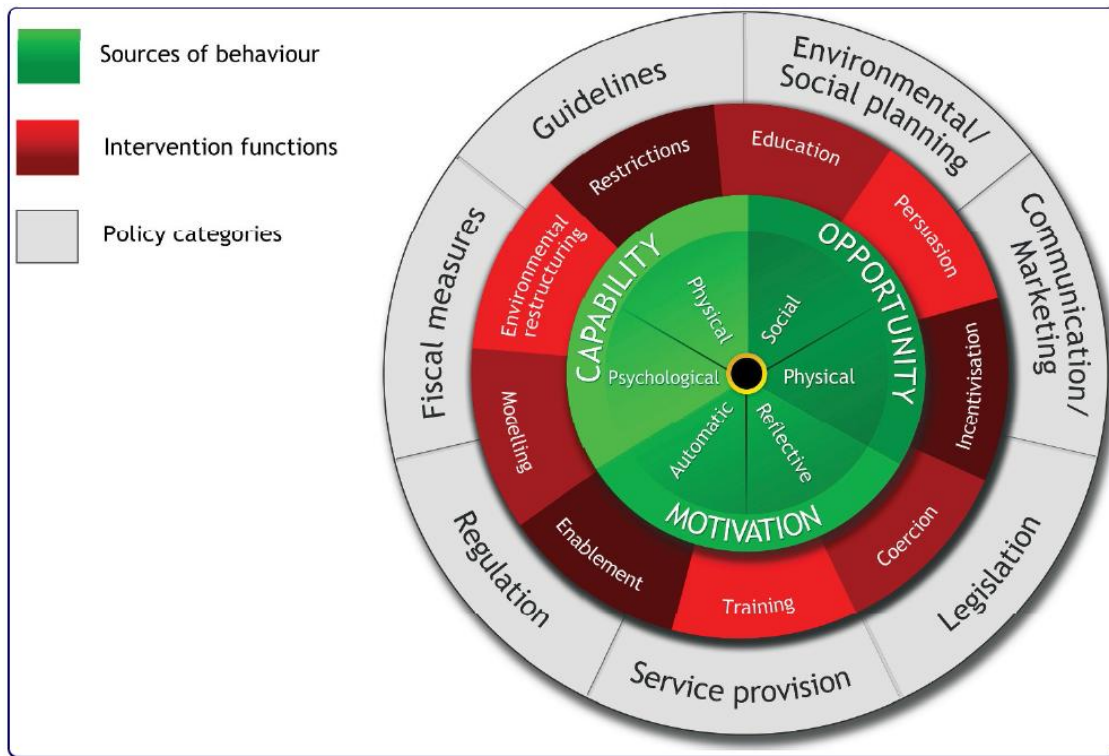 Sources of behaviour
Intervention functions
Policy categories
Guidelines
Environmental/
Social planning
Communication/
Marketing
Legislation
Service provision
Regulation
Fiscal measures
Restrictions
Education
Persuasion
Incentivisation
Coercion
Training
Enablement
Modelling
Environmental
restructuring
CAPABILITY
OPPORTUNITY
MOTIVATION
Physical
Social
Psychological
Physical
Automatic
Reflective